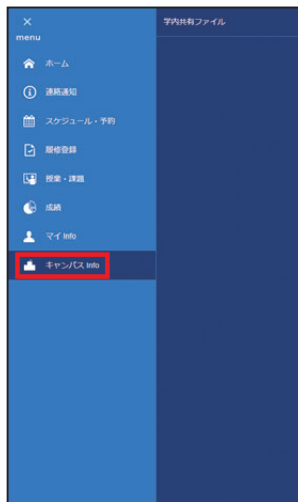 ×
menu
学内共有ファイル
ホーム
連絡通知
スケジュール・予約
履修登録
授業・課題
成績
マイ Info
キャンパス Info